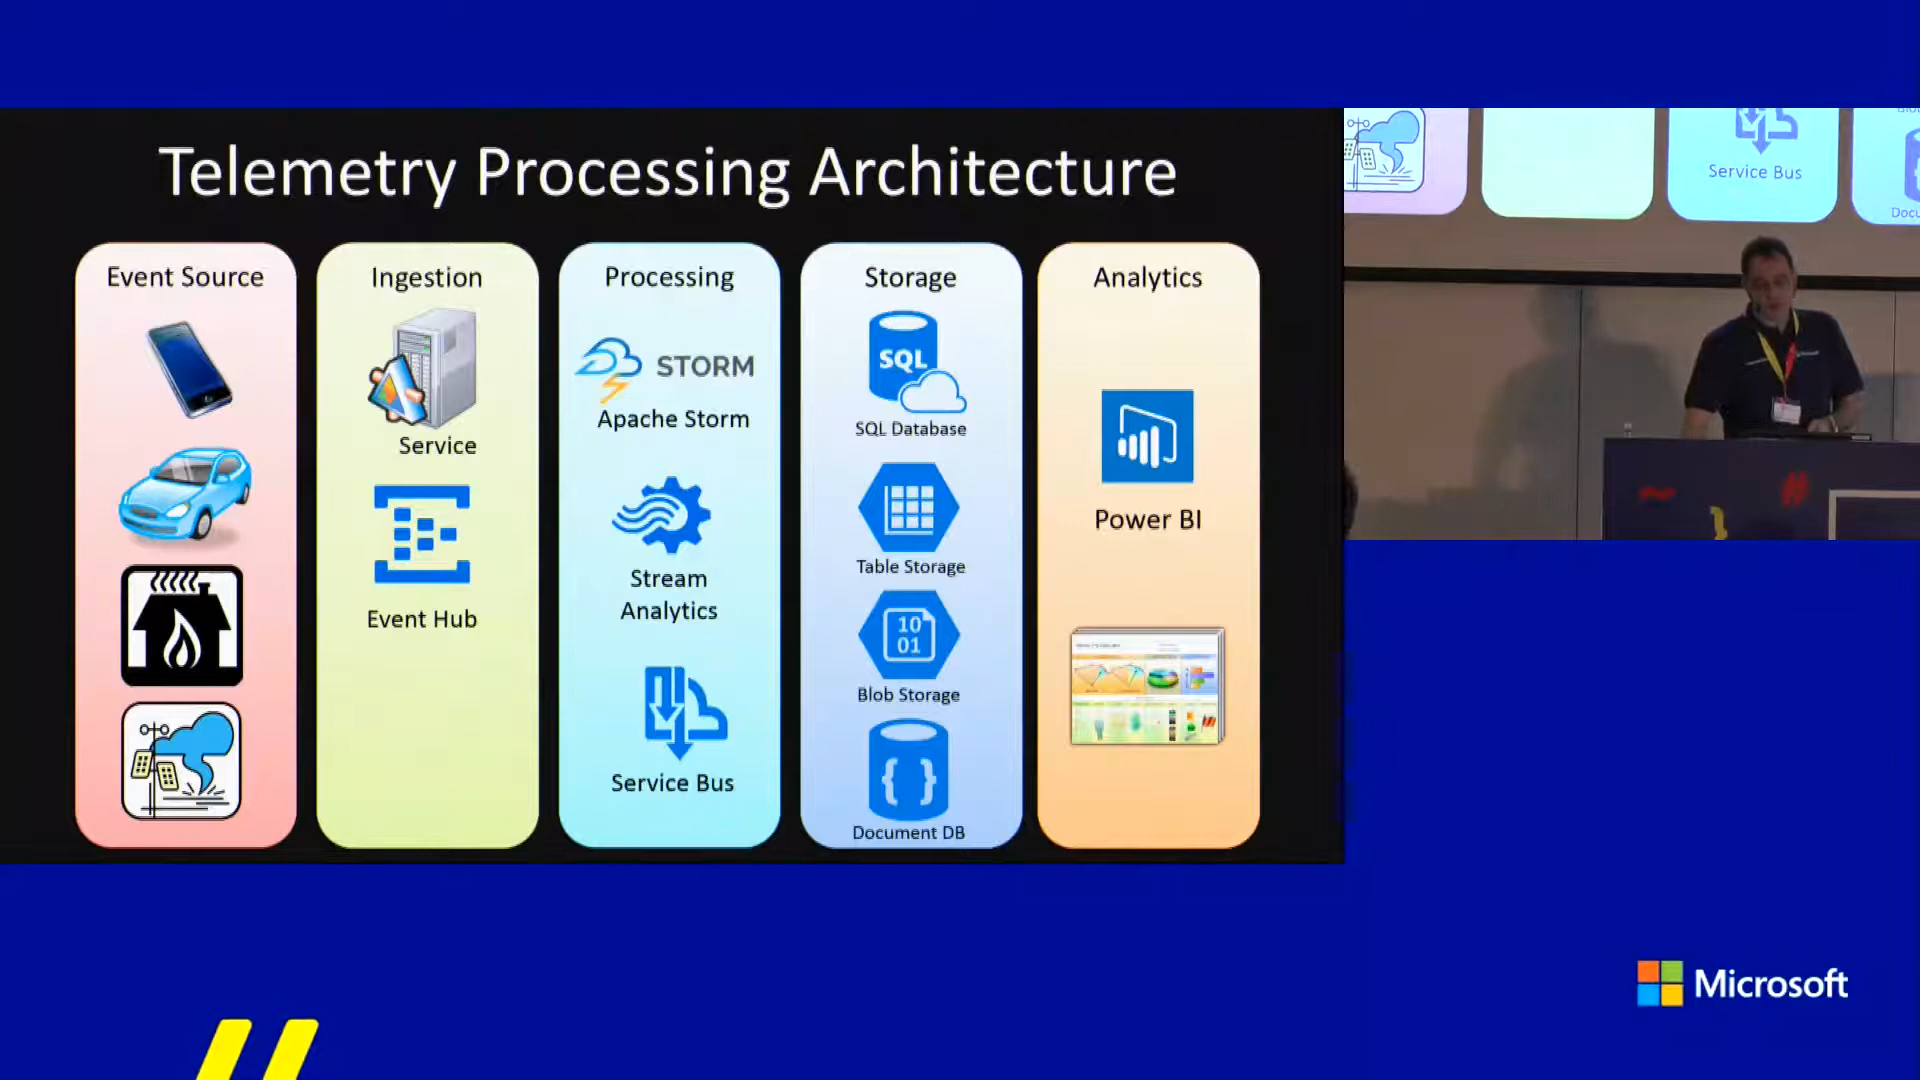 Telemetry Processing Architecture
Event Source
Ingestion
Service
Event Hub
Processing
STORM
Apache Storm
Stream
Analytics
Service Bus
Storage
SQL
SQL Database
Table Storage
10
01
Blob Storage
{ }
Document DB
Analytics
Power BI
Service Bus
Docu
~
}
#
Microsoft